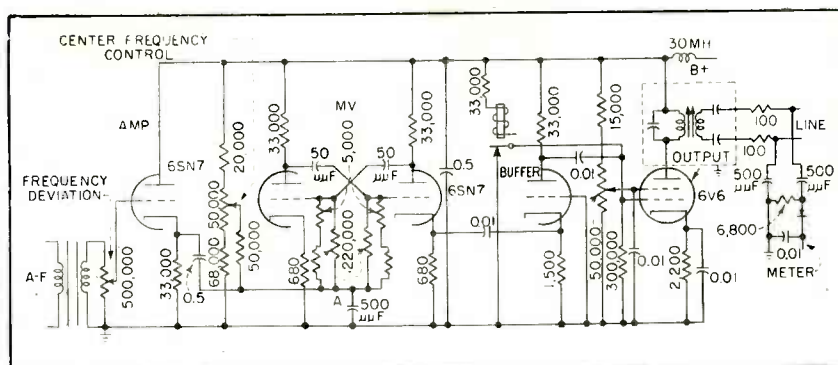 CENTER FREQUENCY
CONTROL
AMP
6SN7
FREQUENCY
DEVIATION
A-F
500,000
33,000
0.5
20,000
50,000
68,000
50,000
33,000
MV
50
μμF
5,000
50
μμF
33,000
0.5
6SN7
680
220,000
A
500
μμF
680
0.01
33,000
33,000
BUFFER
0.01
1,500
15,000
50,000
300,000
0.01
30MH
B+
OUTPUT
6V6
2,200
0.01
100
100
LINE
500
μμF
500
μμF
6,800
0.01
METER